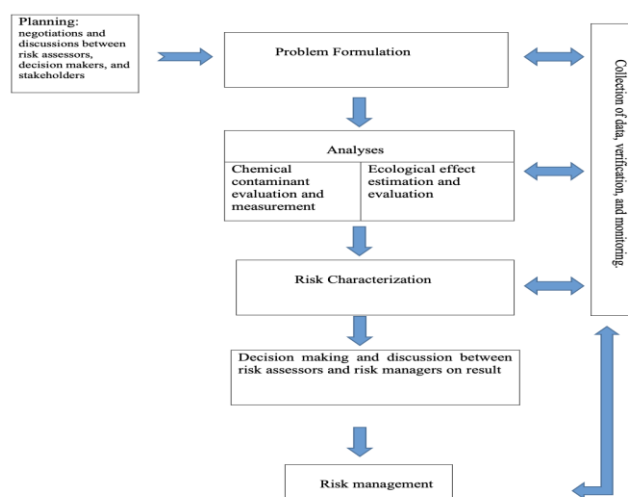 Planning:
negotiations and
discussions between
risk assessors,
decision makers, and
stakeholders
Problem Formulation
Analyses
Chemical
contaminant
evaluation and
measurement
Ecological effect
estimation and
evaluation
Risk Characterization
Decision making and discussion between
risk assessors and risk managers on result
Risk management
Collection of data, verification, and monitoring.